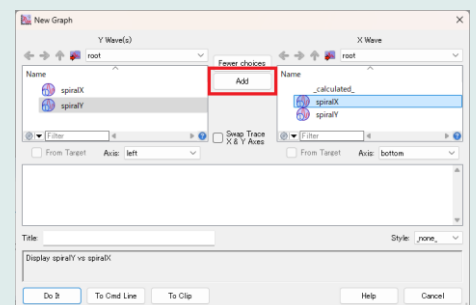 New Graph
Y Wave(s)
X Wave
root
Fewer choices
root
Name
Add
Name
spiralX
_calculated_
spiralY
spiralX
spiralY
Filter
Swap Trace
X & Y Axes
Filter
From Target
Axis:
left
From Target
Axis:
bottom
Title:
Style:
_none_
Display spiralY vs spiralX
Do It
To Cmd Line
To Clip
Help
Cancel